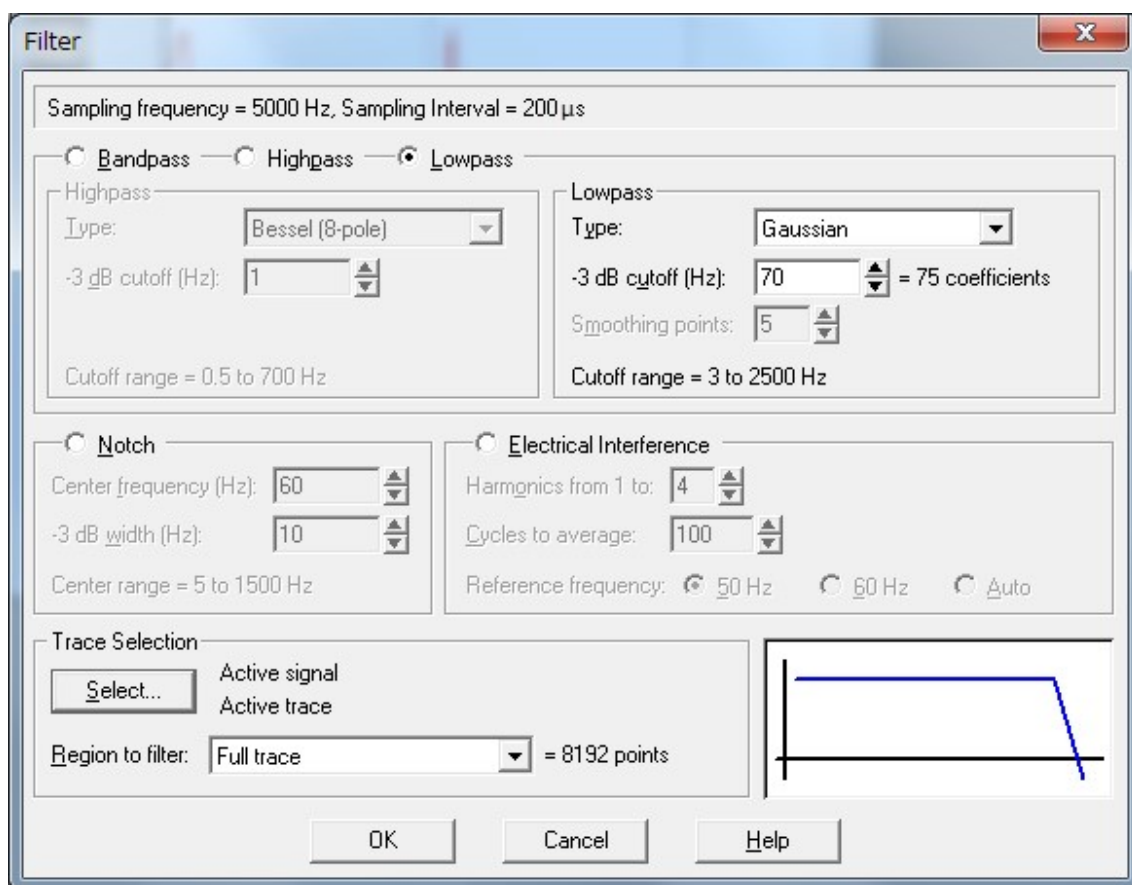 Filter
Sampling frequency = 5000 Hz, Sampling Interval = 200 µs
Bandpass Highpass Lowpass
Highpass
Type: Bessel (8-pole)
-3 dB cutoff (Hz): 1
Cutoff range = 0.5 to 700 Hz
Lowpass
Type: Gaussian
-3 dB cutoff (Hz): 70 = 75 coefficients
Smoothing points: 5
Cutoff range = 3 to 2500 Hz
Notch
Center frequency (Hz): 60
-3 dB width (Hz): 10
Center range = 5 to 1500 Hz
Electrical Interference
Harmonics from 1 to: 4
Cycles to average: 100
Reference frequency: 50 Hz 60 Hz Auto
Trace Selection
Select... Active signal
Active trace
Region to filter: Full trace = 8192 points
OK Cancel Help